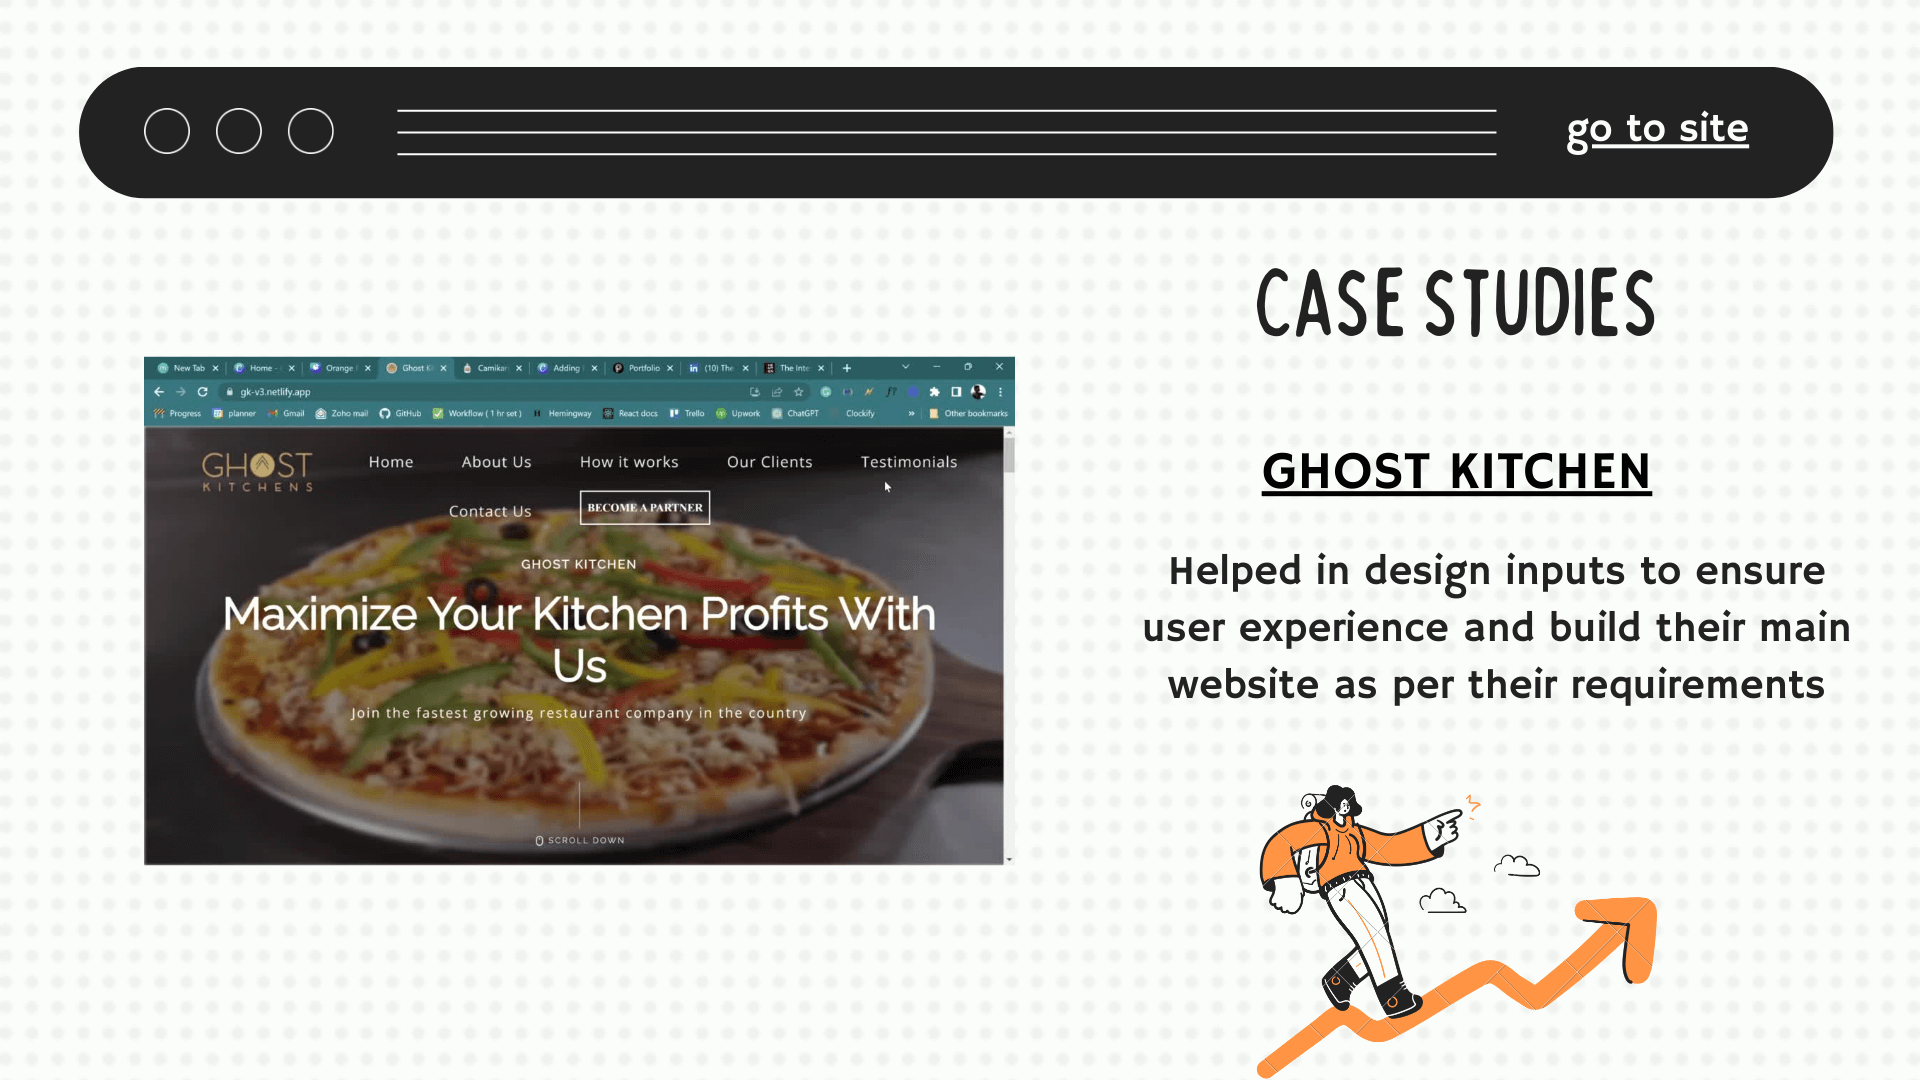 go to site
CASE STUDIES
New Tab Home - Orange Ghost Ki Camikar Adding Portfolio (10) The The Inte
gk-v3.netlify.app
Progress planner Gmail Zoho mail GitHub Workflow ( 1 hr set ) Hemingway React docs Trello Upwork ChatGPT Clockify » Other bookmarks
GHOST
KITCHENS
Home About Us How it works Our Clients Testimonials
Contact Us BECOME A PARTNER
GHOST KITCHEN
Maximize Your Kitchen Profits With
Us
Join the fastest growing restaurant company in the country
SCROLL DOWN
GHOST KITCHEN
Helped in design inputs to ensure
user experience and build their main
website as per their requirements